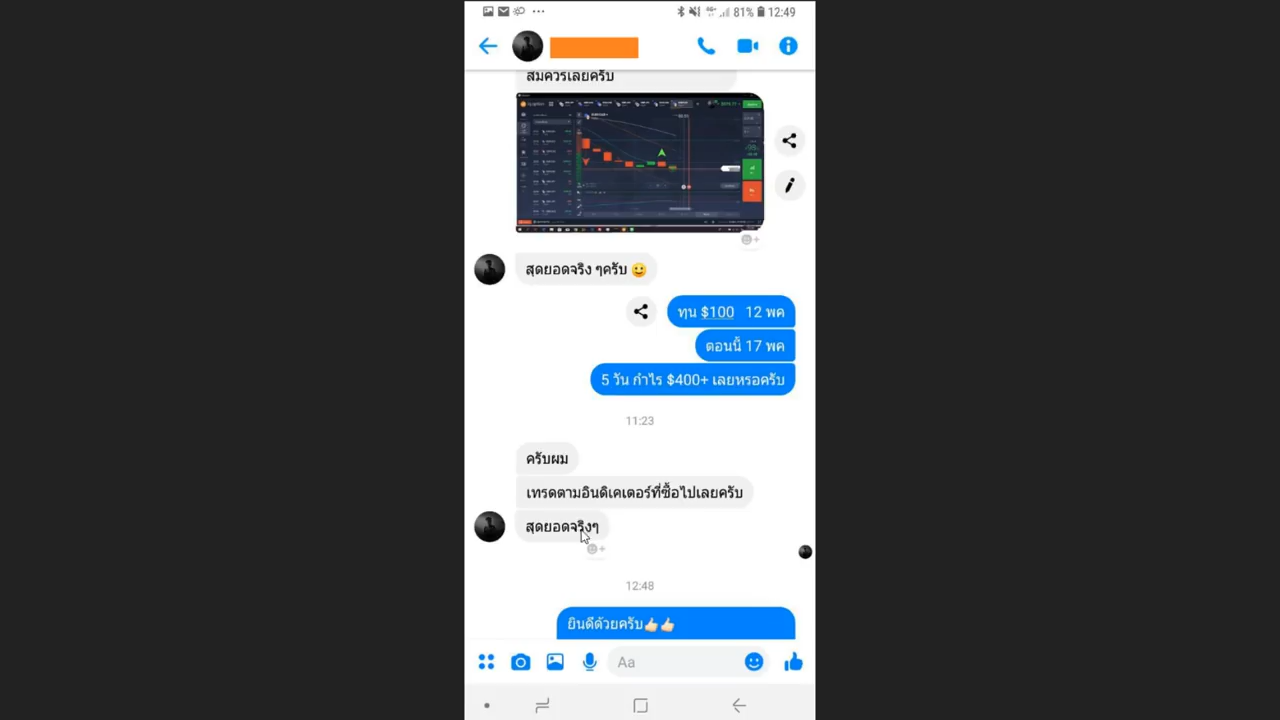 81% 12:49
สมควรเลยครับ
สุดยอดจริง ๆครับ 😀
ทุน $100 12 พค
ตอนนี้ 17 พค
5 วัน กำไร $400+ เลยหรอครับ
11:23
ครับผม
เทรดตามอินดิเคเตอร์ที่ซื้อไปเลยครับ
สุดยอดจริงๆ
12:48
ยินดีด้วยครับ👍🏻👍🏻
Aa